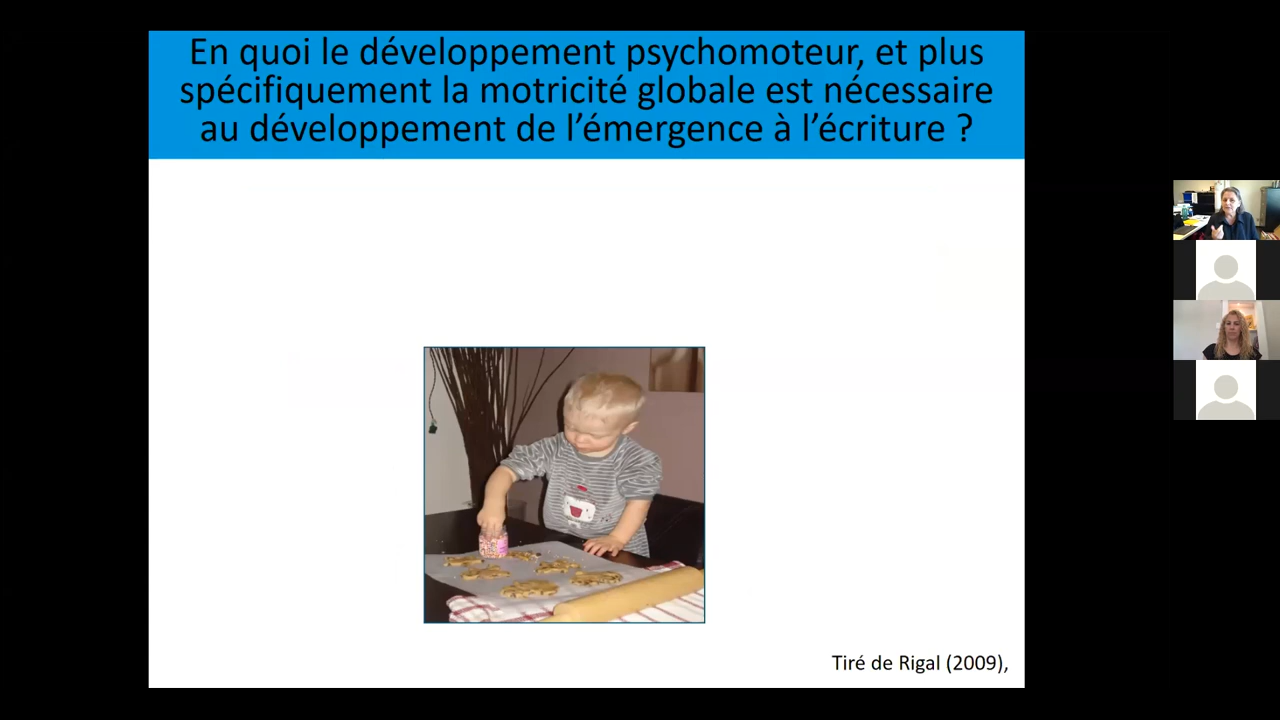 En quoi le développement psychomoteur, et plus
spécifiquement la motricité globale est nécessaire
au développement de l’émergence à l’écriture ?
Tiré de Rigal (2009),